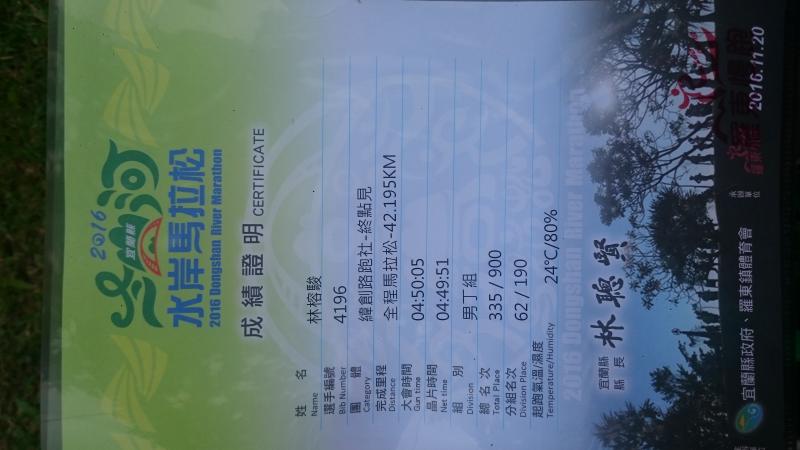 2016
宜蘭縣
冬山河
水岸馬拉松
2016 Dongshan River Marathon
成績證明 CERTIFICATE
姓名 Name 林榕駿
選手編號 Bib Number 4196
團體 Category 緯創路跑社-終點見
完成里程 Distance 全程馬拉松-42.195KM
大會時間 Gun time 04:50:05
晶片時間 Net time 04:49:51
組別 Division 男丁組
總名次 Total Place 335 / 900
分組名次 Division Place 62 / 190
起跑氣溫/濕度 Temperature/Humidity 24℃/80%
2016 Dongshan River Marathon
宜蘭縣
縣長 林聰賢
宜蘭縣政府、羅東鎮體育會
2016.11.20